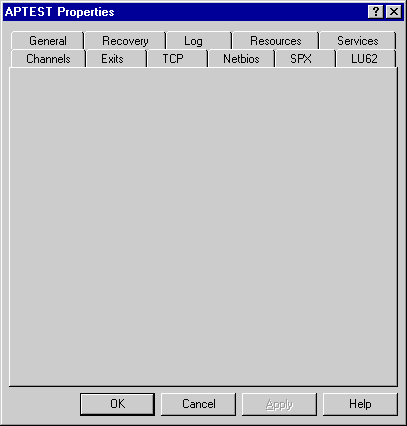 APTEST Properties
General Recovery Log Resources Services
Channels Exits TCP Netbios SPX LU62
OK Cancel Apply Help